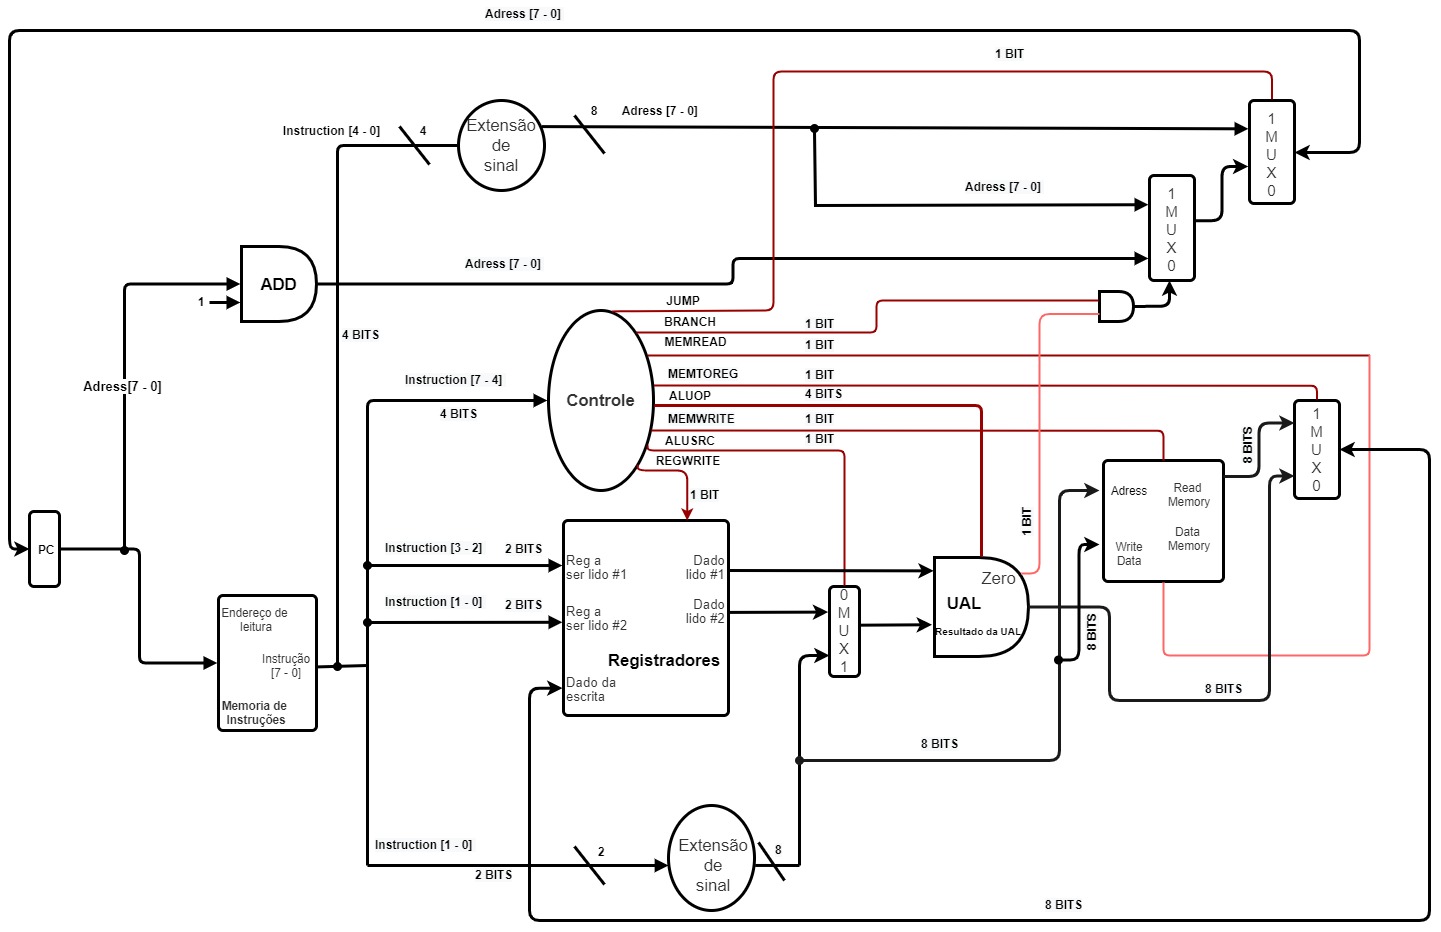 Adress [7 - 0]
1 BIT
Instruction [4 - 0]
4
Extensão
de
sinal
8
Adress [7 - 0]
1
M
U
X
0
Adress [7 - 0]
1
M
U
X
0
ADD
1
Adress [7 - 0]
4 BITS
Adress[7 - 0]
JUMP
BRANCH
1 BIT
MEMREAD
1 BIT
MEMTOREG
1 BIT
ALUOP
4 BITS
MEMWRITE
1 BIT
ALUSRC
1 BIT
REGWRITE
1 BIT
Instruction [7 - 4]
4 BITS
Controle
1
M
U
X
0
8 BITS
Adress
Read
Memory
Write
Data
Data
Memory
1 BIT
PC
Instruction [3 - 2]
2 BITS
Reg a
ser lido #1
Dado
lido #1
Instruction [1 - 0]
2 BITS
Reg a
ser lido #2
Dado
lido #2
Registradores
Dado da
escrita
0
M
U
X
1
Zero
UAL
Resultado da UAL
8 BITS
8 BITS
Endereço de
leitura
Instrução
[7 - 0]
Memoria de
Instruções
8 BITS
Instruction [1 - 0]
2
2 BITS
Extensão
de
sinal
8
8 BITS